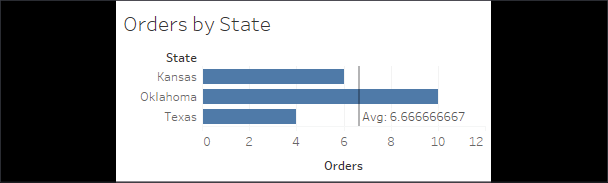 Orders by State
State
Kansas
Oklahoma
Texas
Avg: 6.666666667
0 2 4 6 8 10 12
Orders